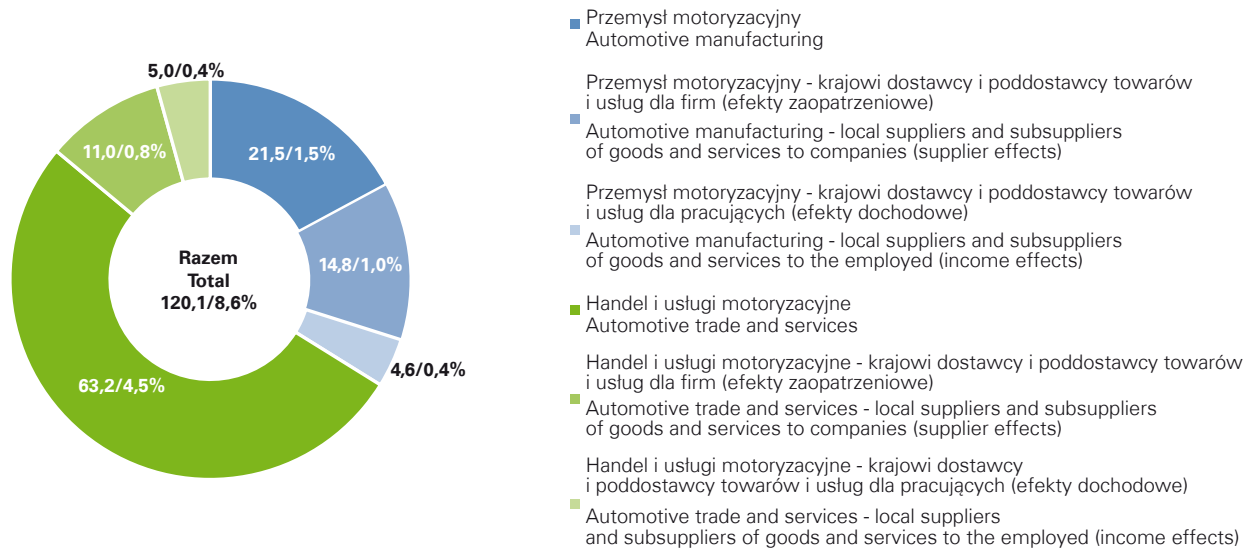 5,0/0,4%
11,0/0,8%
21,5/1,5%
14,8/1,0%
4,6/0,4%
63,2/4,5%
Razem
Total
120,1/8,6%
Przemysł motoryzacyjny
Automotive manufacturing
Przemysł motoryzacyjny - krajowi dostawcy i poddostawcy towarów
i usług dla firm (efekty zaopatrzeniowe)
Automotive manufacturing - local suppliers and subsuppliers
of goods and services to companies (supplier effects)
Przemysł motoryzacyjny - krajowi dostawcy i poddostawcy towarów
i usług dla pracujących (efekty dochodowe)
Automotive manufacturing - local suppliers and subsuppliers
of goods and services to the employed (income effects)
Handel i usługi motoryzacyjne
Automotive trade and services
Handel i usługi motoryzacyjne - krajowi dostawcy i poddostawcy towarów
i usług dla firm (efekty zaopatrzeniowe)
Automotive trade and services - local suppliers and subsuppliers
of goods and services to companies (supplier effects)
Handel i usługi motoryzacyjne - krajowi dostawcy
i poddostawcy towarów i usług dla pracujących (efekty dochodowe)
Automotive trade and services - local suppliers
and subsuppliers of goods and services to the employed (income effects)